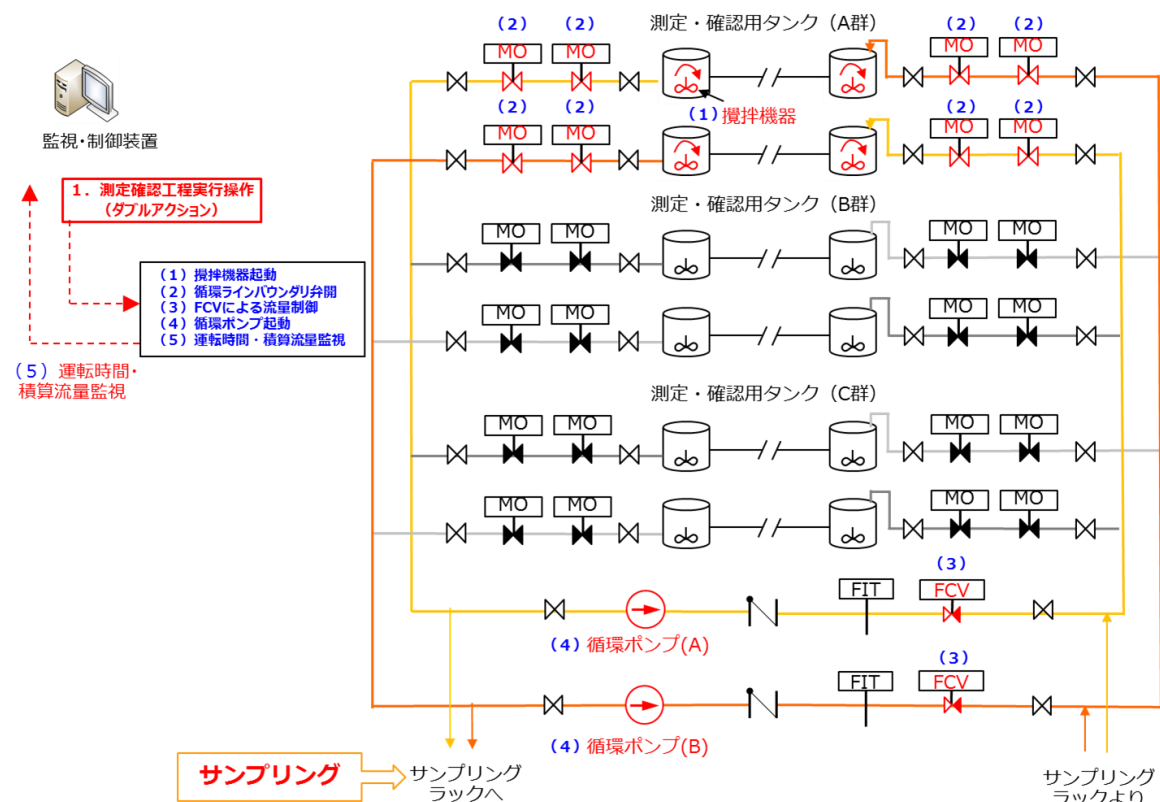 (2) (2) 測定・確認用タンク（A群） (2) (2)
MO MO MO MO
(1) 攪拌機器
(2) (2) (2) (2)
MO MO MO MO
監視・制御装置
1．測定確認工程実行操作
（ダブルアクション）
測定・確認用タンク（B群）
MO MO MO MO
（1）攪拌機器起動
（2）循環ラインバウンダリ弁開
（3）FCVによる流量制御
（4）循環ポンプ起動
（5）運転時間・積算流量監視
MO MO MO MO
（5）運転時間・
積算流量監視
測定・確認用タンク（C群）
MO MO MO MO
MO MO MO MO
(3)
FIT FCV
(4) 循環ポンプ(A)
(3)
FIT FCV
(4) 循環ポンプ(B)
サンプリング
サンプリング
ラックへ
サンプリング
ラックより